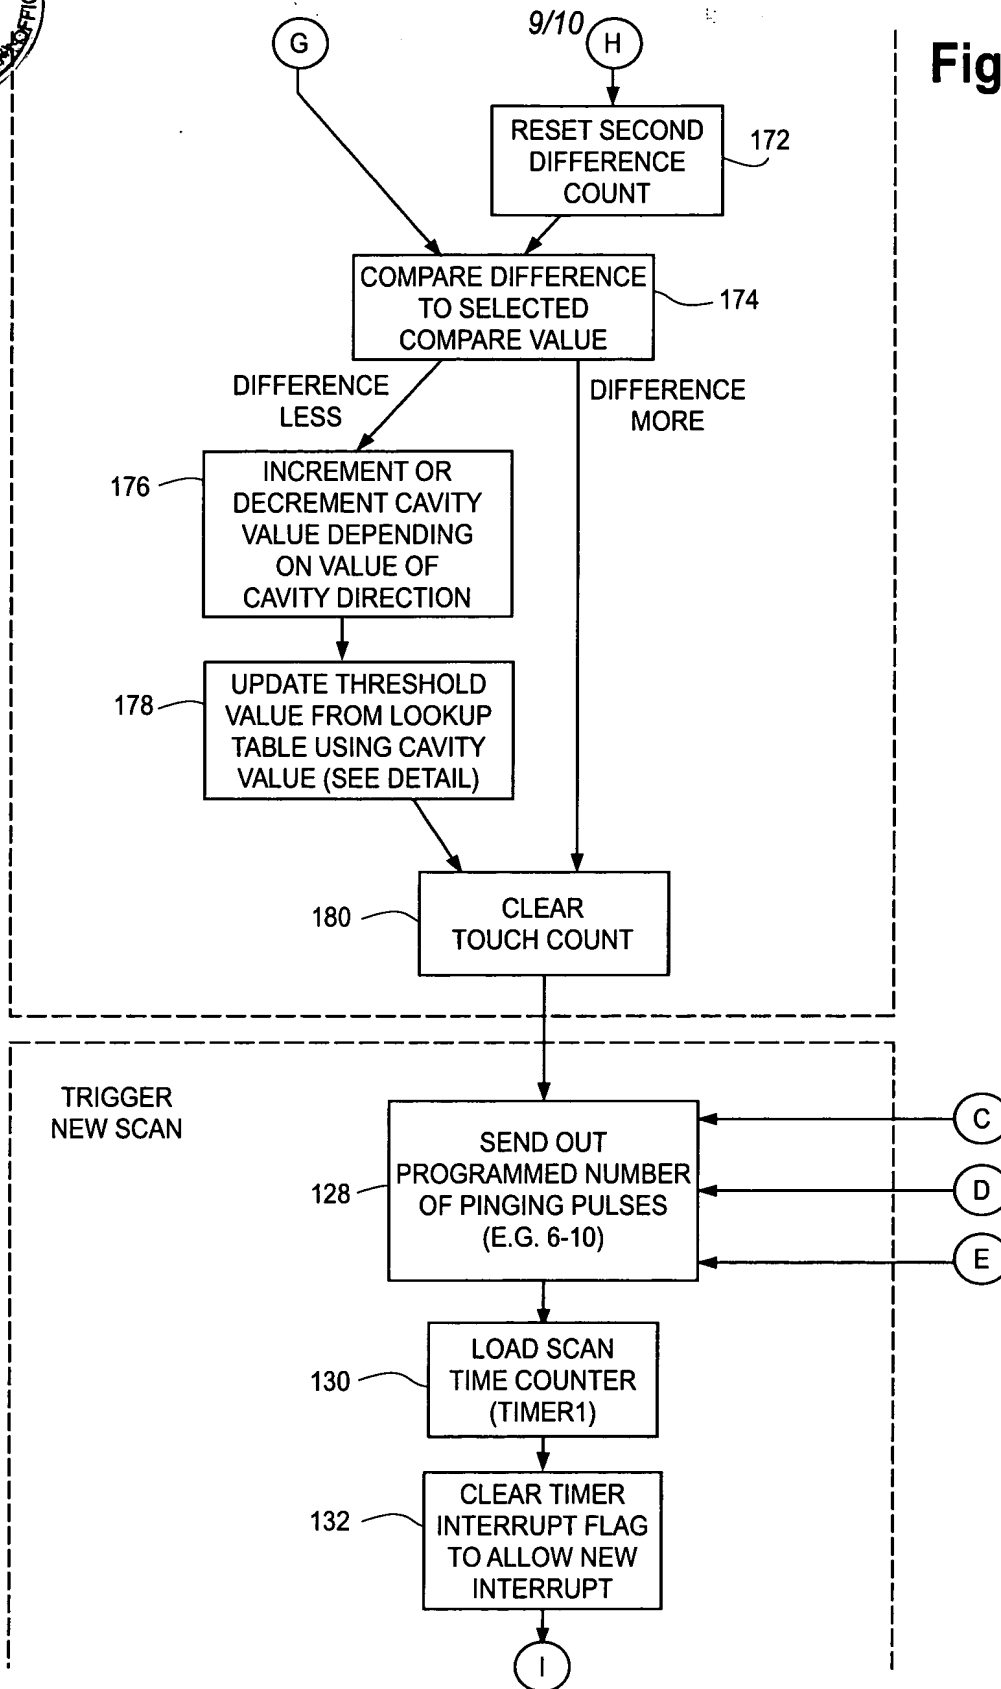 9/10
Fig
G
H
RESET SECOND
DIFFERENCE
COUNT
172
COMPARE DIFFERENCE
TO SELECTED
COMPARE VALUE
174
DIFFERENCE
LESS
DIFFERENCE
MORE
176
INCREMENT OR
DECREMENT CAVITY
VALUE DEPENDING
ON VALUE OF
CAVITY DIRECTION
178
UPDATE THRESHOLD
VALUE FROM LOOKUP
TABLE USING CAVITY
VALUE (SEE DETAIL)
180
CLEAR
TOUCH COUNT
TRIGGER
NEW SCAN
128
SEND OUT
PROGRAMMED NUMBER
OF PINGING PULSES
(E.G. 6-10)
C
D
E
130
LOAD SCAN
TIME COUNTER
(TIMER1)
132
CLEAR TIMER
INTERRUPT FLAG
TO ALLOW NEW
INTERRUPT
I